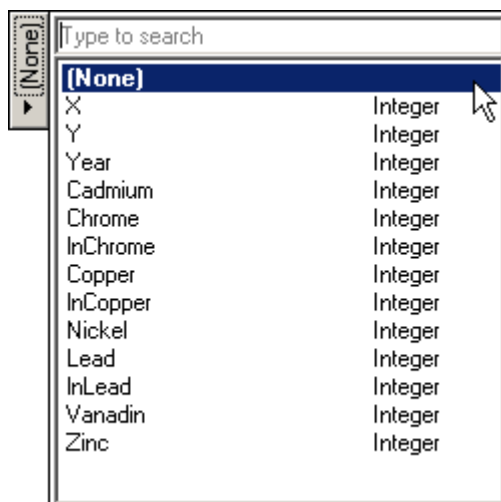 (None)
Type to search
(None)
X Integer
Y Integer
Year Integer
Cadmium Integer
Chrome Integer
InChrome Integer
Copper Integer
InCopper Integer
Nickel Integer
Lead Integer
InLead Integer
Vanadin Integer
Zinc Integer